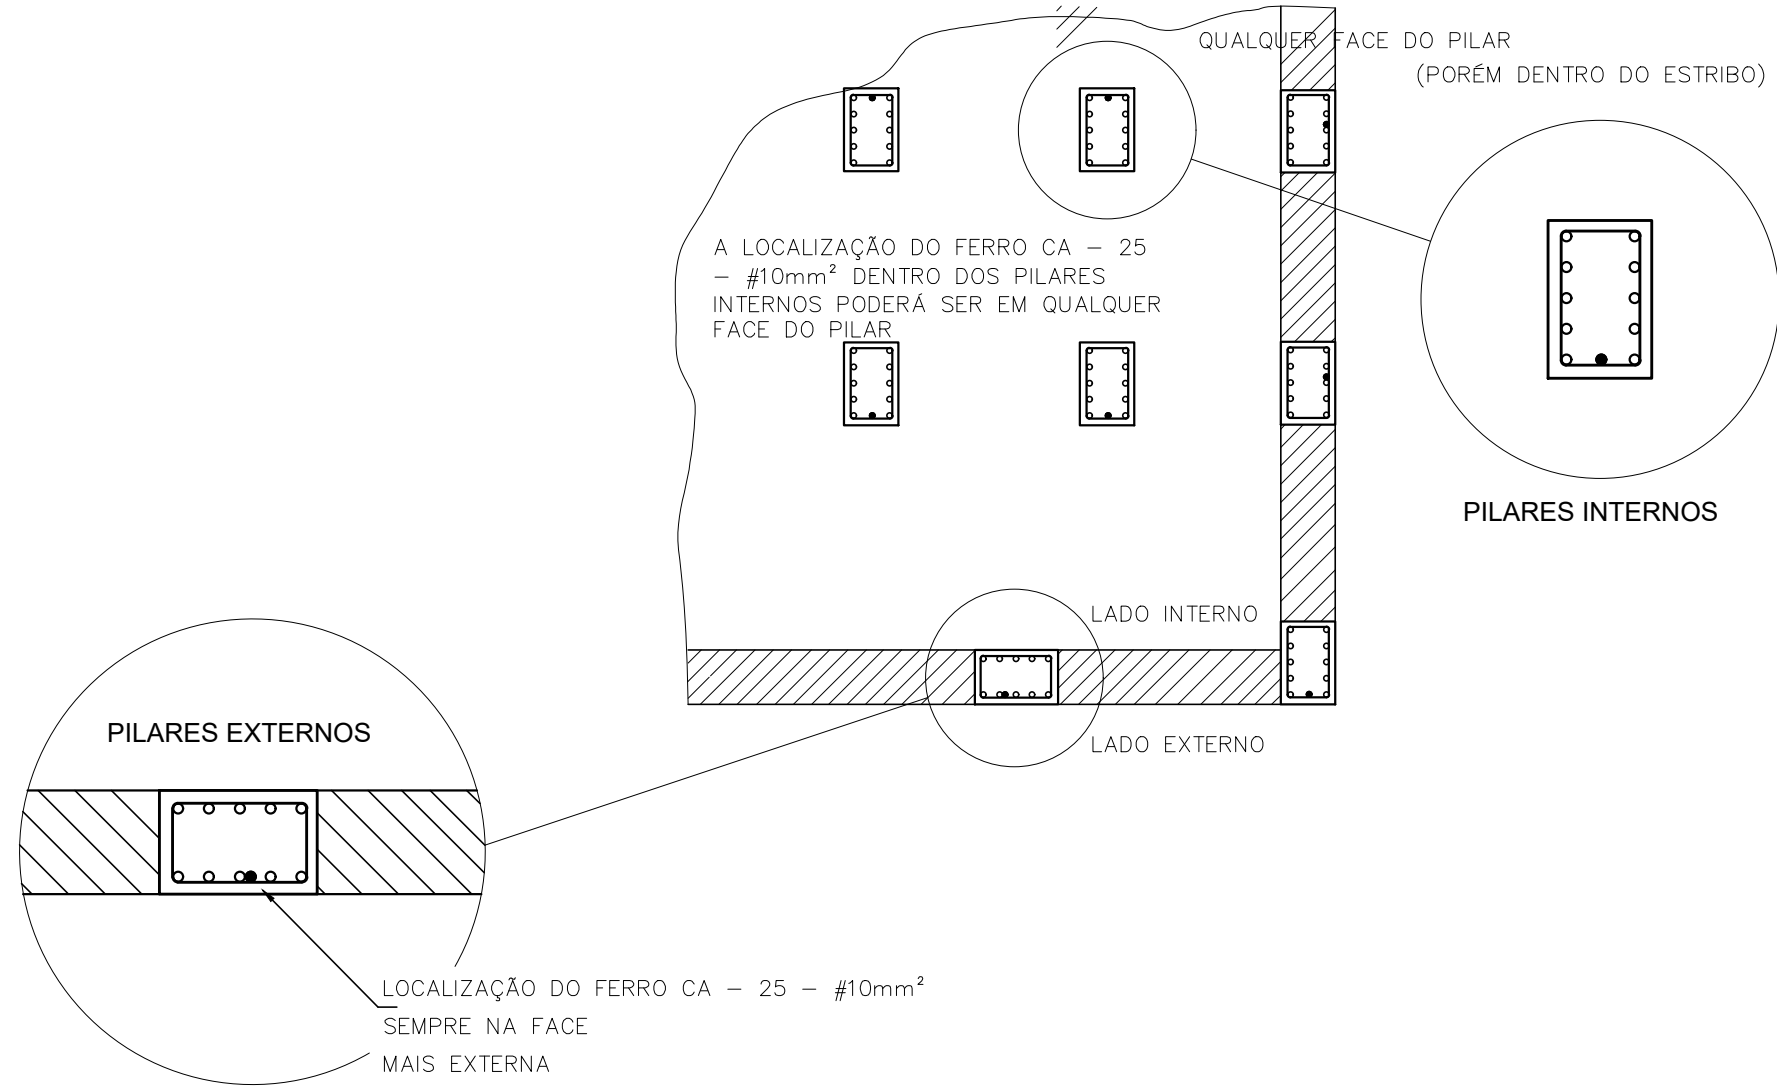 QUALQUER FACE DO PILAR
(PORÉM DENTRO DO ESTRIBO)
A LOCALIZAÇÃO DO FERRO CA – 25
– #10mm² DENTRO DOS PILARES
INTERNOS PODERÁ SER EM QUALQUER
FACE DO PILAR
PILARES INTERNOS
LADO INTERNO
LADO EXTERNO
PILARES EXTERNOS
LOCALIZAÇÃO DO FERRO CA – 25 – #10mm²
SEMPRE NA FACE
MAIS EXTERNA